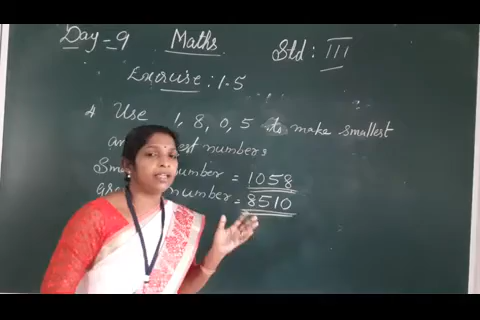 Day - 9 Maths Std : III
Exercise : 1.5
4 Use 1, 8, 0, 5 to make smallest
numbers
number = 1058
number = 8510